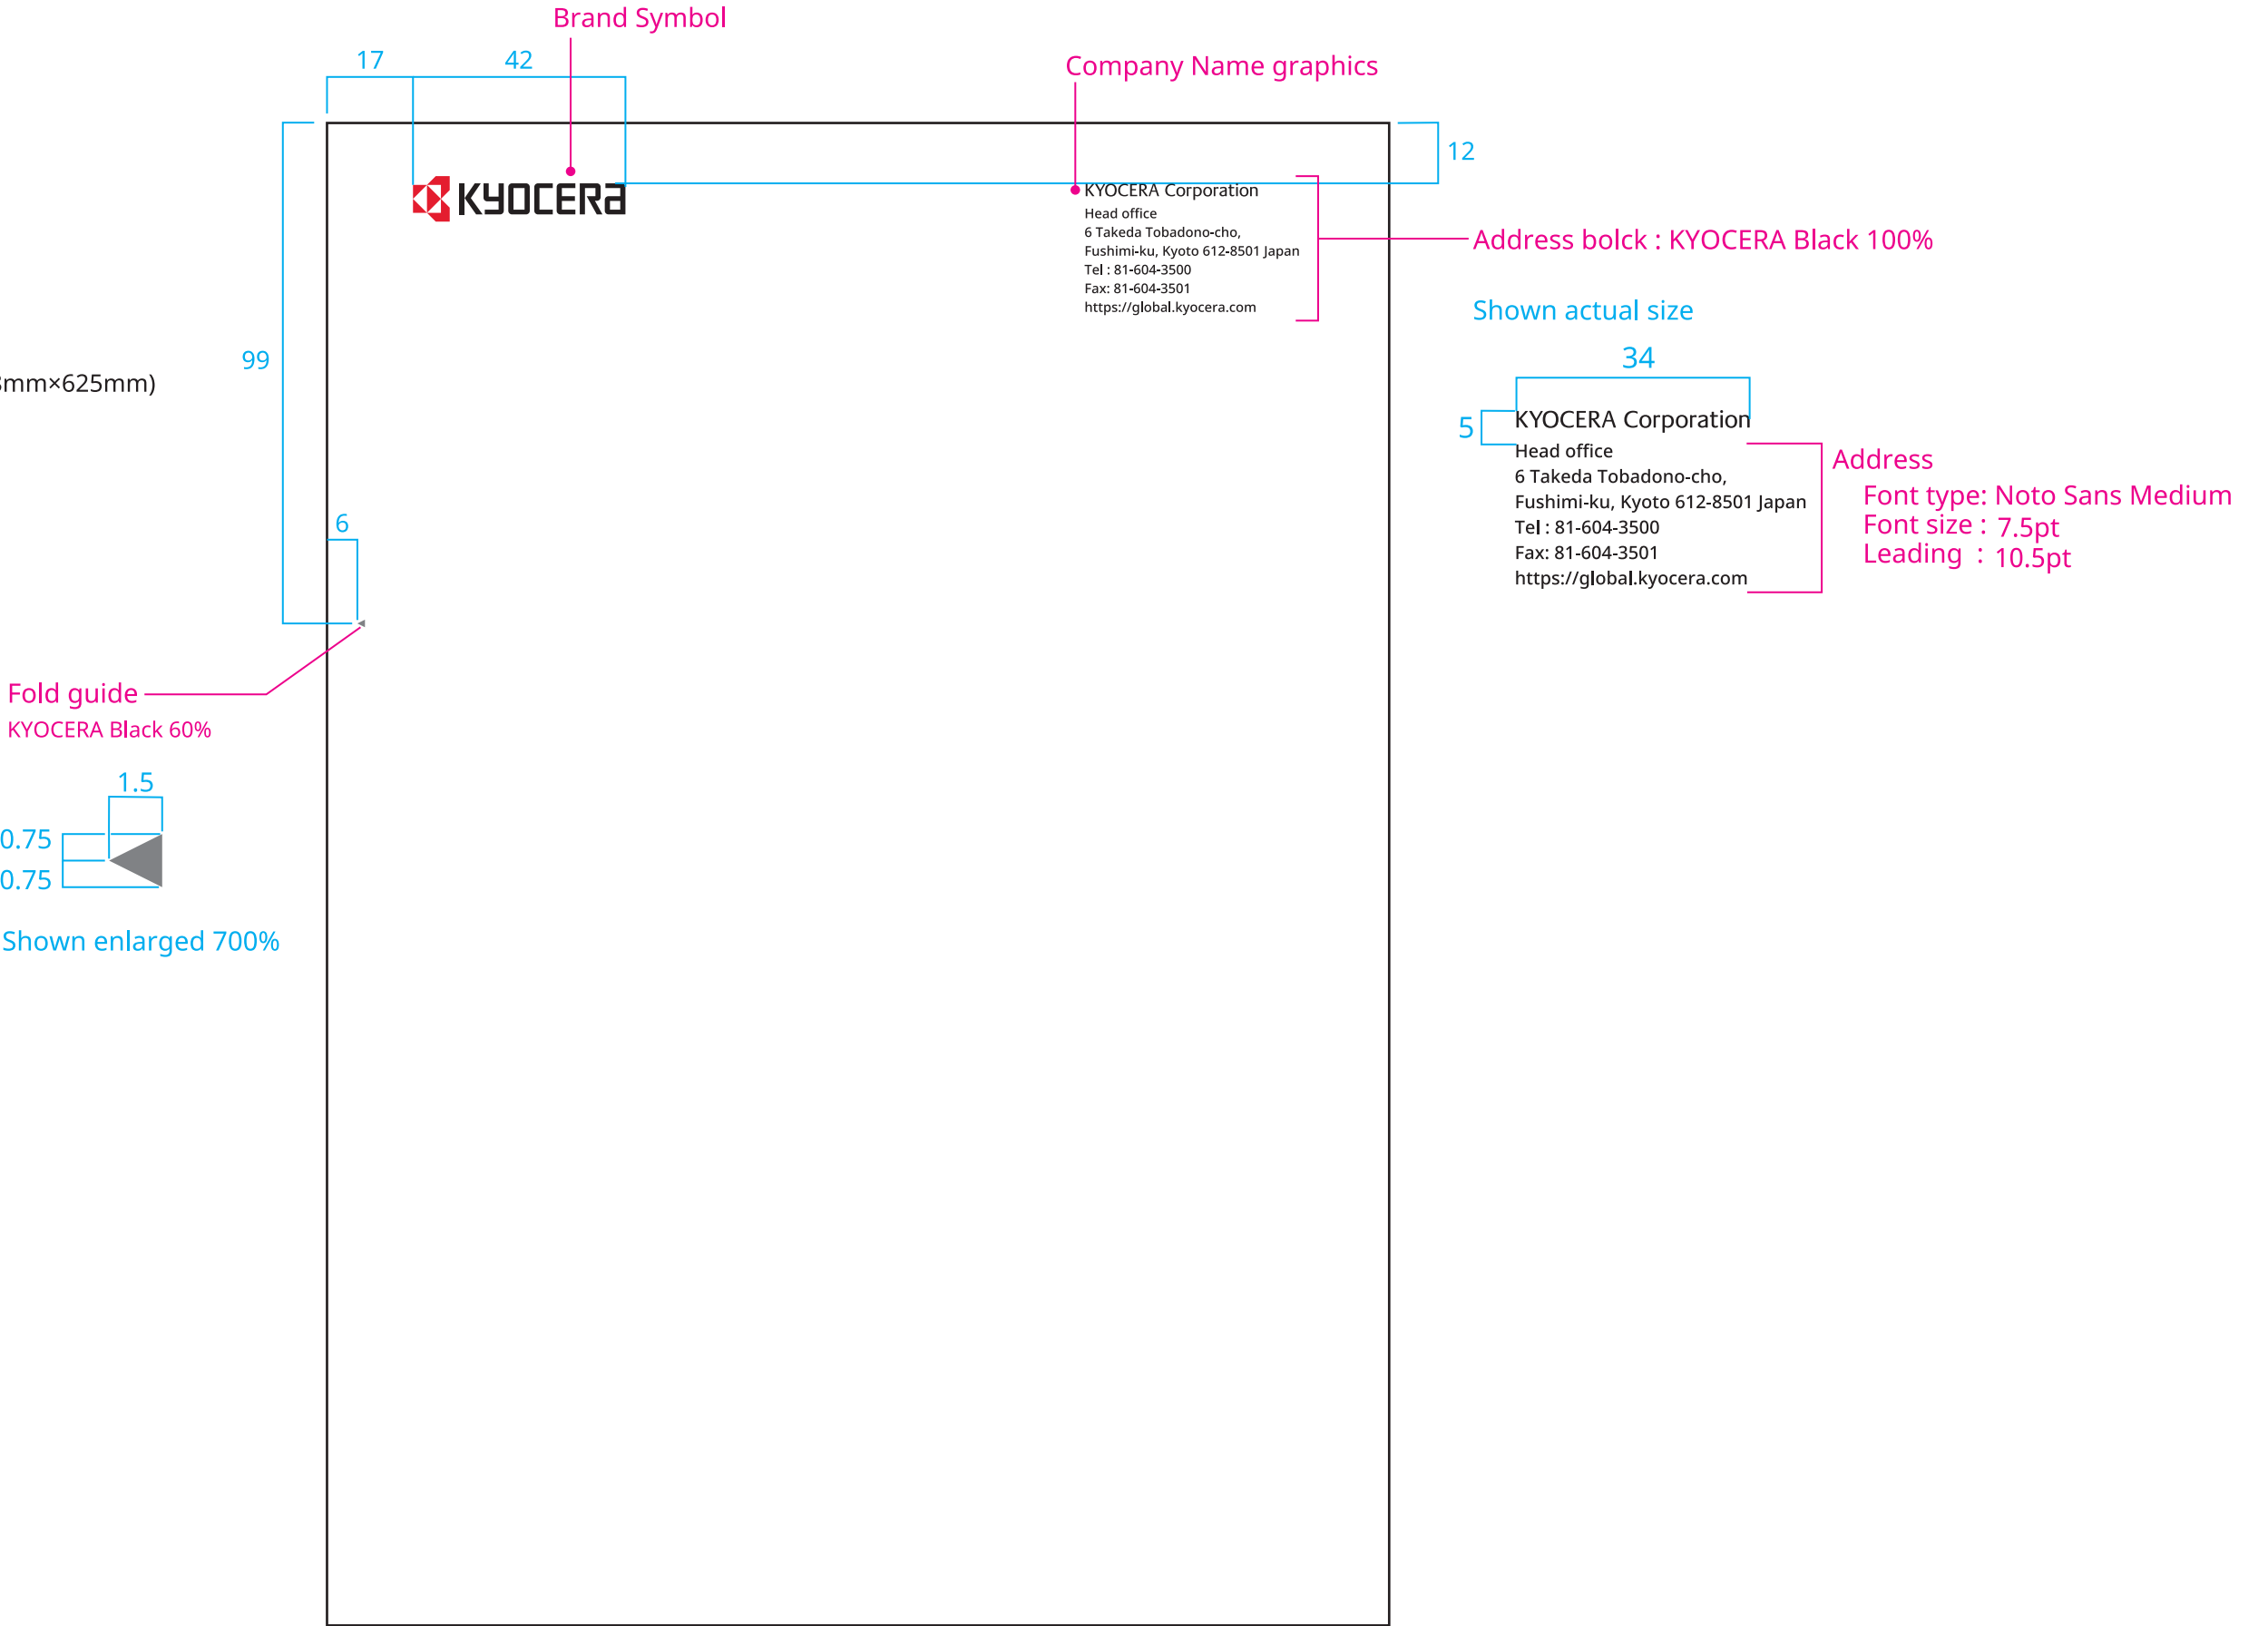 Brand Symbol
17
42
Company Name graphics
12
KYOCERA
KYOCERA Corporation
Head office
6 Takeda Tobadono-cho,
Fushimi-ku, Kyoto 612-8501 Japan
Tel : 81-604-3500
Fax: 81-604-3501
https://global.kyocera.com
Address bolck : KYOCERA Black 100%
Shown actual size
34
5
KYOCERA Corporation
Head office
6 Takeda Tobadono-cho,
Fushimi-ku, Kyoto 612-8501 Japan
Tel : 81-604-3500
Fax: 81-604-3501
https://global.kyocera.com
Address
Font type: Noto Sans Medium
Font size : 7.5pt
Leading : 10.5pt
99
mm×625mm)
6
Fold guide
KYOCERA Black 60%
1.5
0.75
0.75
Shown enlarged 700%